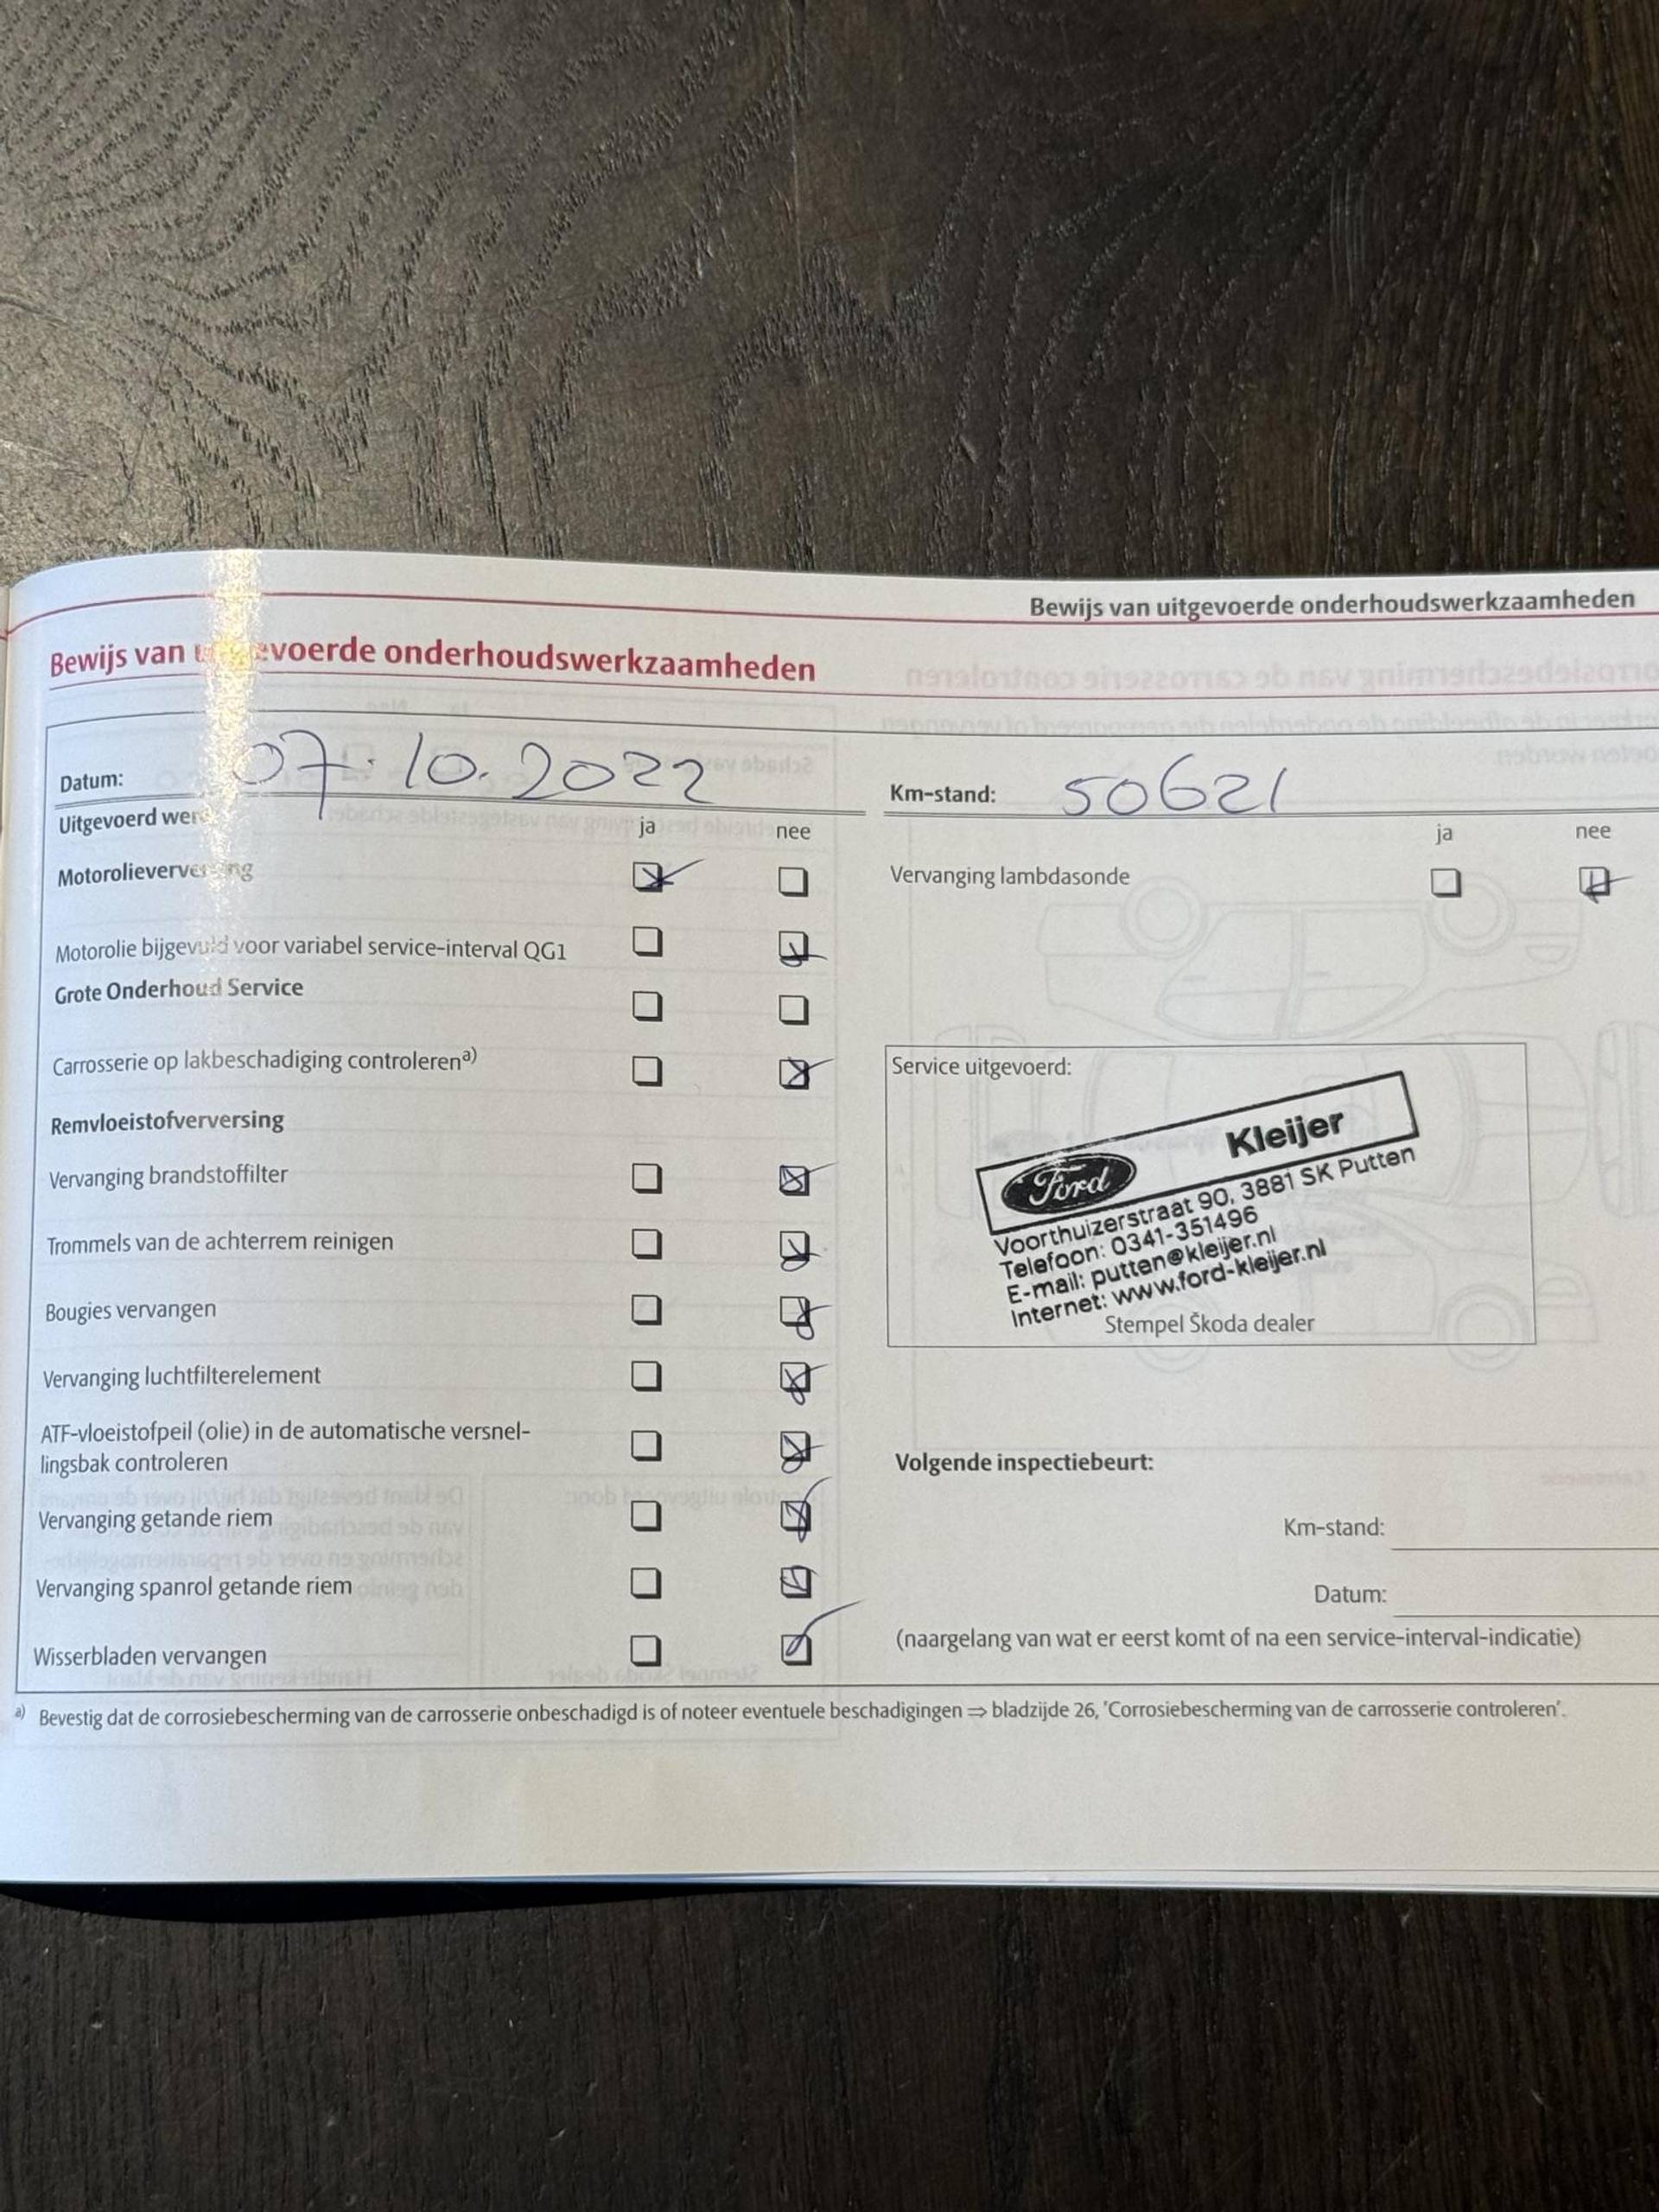 Bewijs van uitgevoerde onderhoudswerkzaamheden
Bewijs van uitgevoerde onderhoudswerkzaamheden
Datum: 07.10.2022
Km-stand: 50621
Uitgevoerd werd
ja nee
ja nee
Motorolieverversing
Vervanging lambdasonde
Motorolie bijgevuld voor variabel service-interval QG1
Grote Onderhoud Service
Carrosserie op lakbeschadiging controleren a)
Remvloeistofverversing
Vervanging brandstoffilter
Trommels van de achterrem reinigen
Bougies vervangen
Vervanging luchtfilterelement
ATF-vloeistofpeil (olie) in de automatische versnel-
lingsbak controleren
Vervanging getande riem
Vervanging spanrol getande riem
Wisserbladen vervangen
Service uitgevoerd:
Ford Kleijer
Voorthuizerstraat 90, 3881 SK Putten
Telefoon: 0341-351496
E-mail: putten@kleijer.nl
Internet: www.ford-kleijer.nl
Stempel Škoda dealer
Volgende inspectiebeurt:
Km-stand:
Datum:
(naargelang van wat er eerst komt of na een service-interval-indicatie)
a) Bevestig dat de corrosiebescherming van de carrosserie onbeschadigd is of noteer eventuele beschadigingen ⇒ bladzijde 26, 'Corrosiebescherming van de carrosserie controleren'.